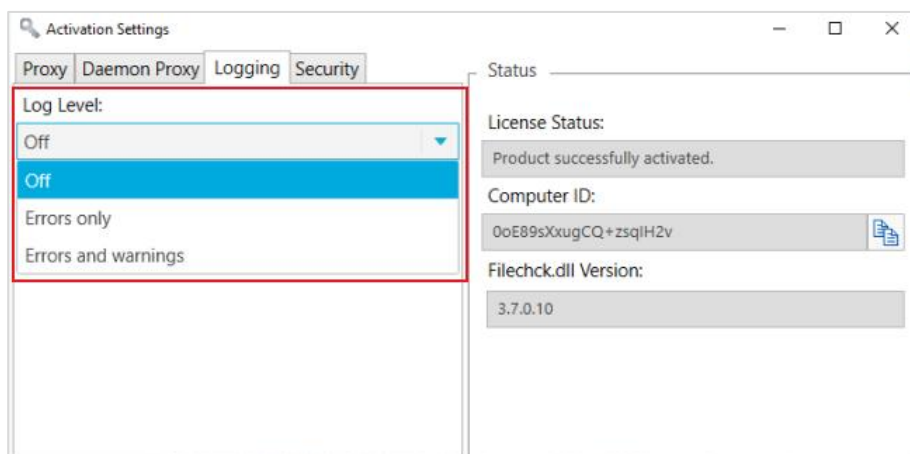 Activation Settings
Proxy Daemon Proxy Logging Security
Log Level:
Off
Off
Errors only
Errors and warnings
Status
License Status:
Product successfully activated.
Computer ID:
0oE89sXxugCQ+zsqIH2v
Filechck.dll Version:
3.7.0.10